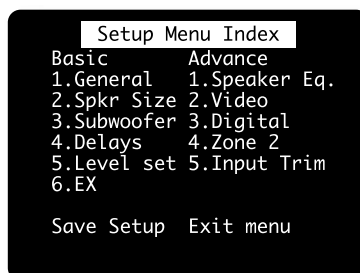 Setup Menu Index
Basic Advance
1.General 1.Speaker Eq.
2.Spkr Size 2.Video
3.Subwoofer 3.Digital
4.Delays 4.Zone 2
5.Level set 5.Input Trim
6.EX
Save Setup Exit menu